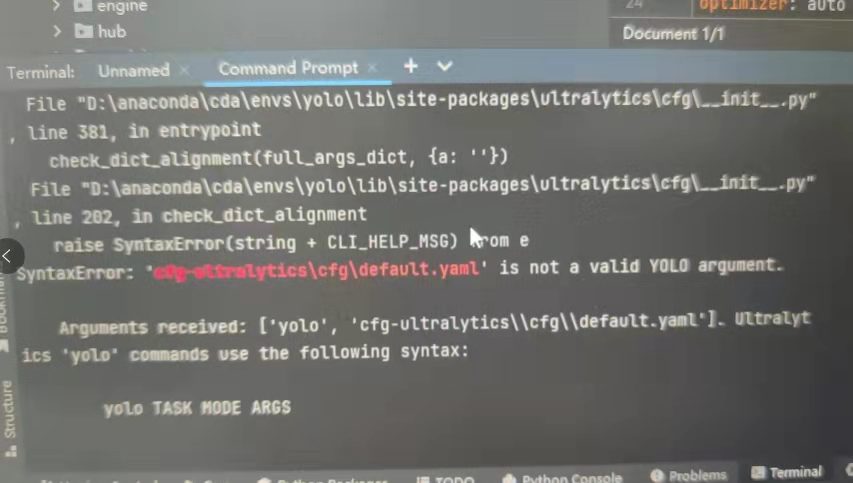 engine
24
optimizer: auto
hub
Document 1/1
Terminal: Unnamed × Command Prompt × +
File "D:\anaconda\cda\envs\yolo\lib\site-packages\ultralytics\cfg\__init__.py"
, line 381, in entrypoint
check_dict_alignment(full_args_dict, {a: ''})
File "D:\anaconda\cda\envs\yolo\lib\site-packages\ultralytics\cfg\__init__.py"
, line 202, in check_dict_alignment
raise SyntaxError(string + CLI_HELP_MSG) from e
SyntaxError: 'cfg-ultralytics\cfg\default.yaml' is not a valid YOLO argument.
Arguments received: ['yolo', 'cfg-ultralytics\\cfg\\default.yaml']. Ultralyt
ics 'yolo' commands use the following syntax:
yolo TASK MODE ARGS
Structure
Python Packages TODO Python Console Problems Terminal